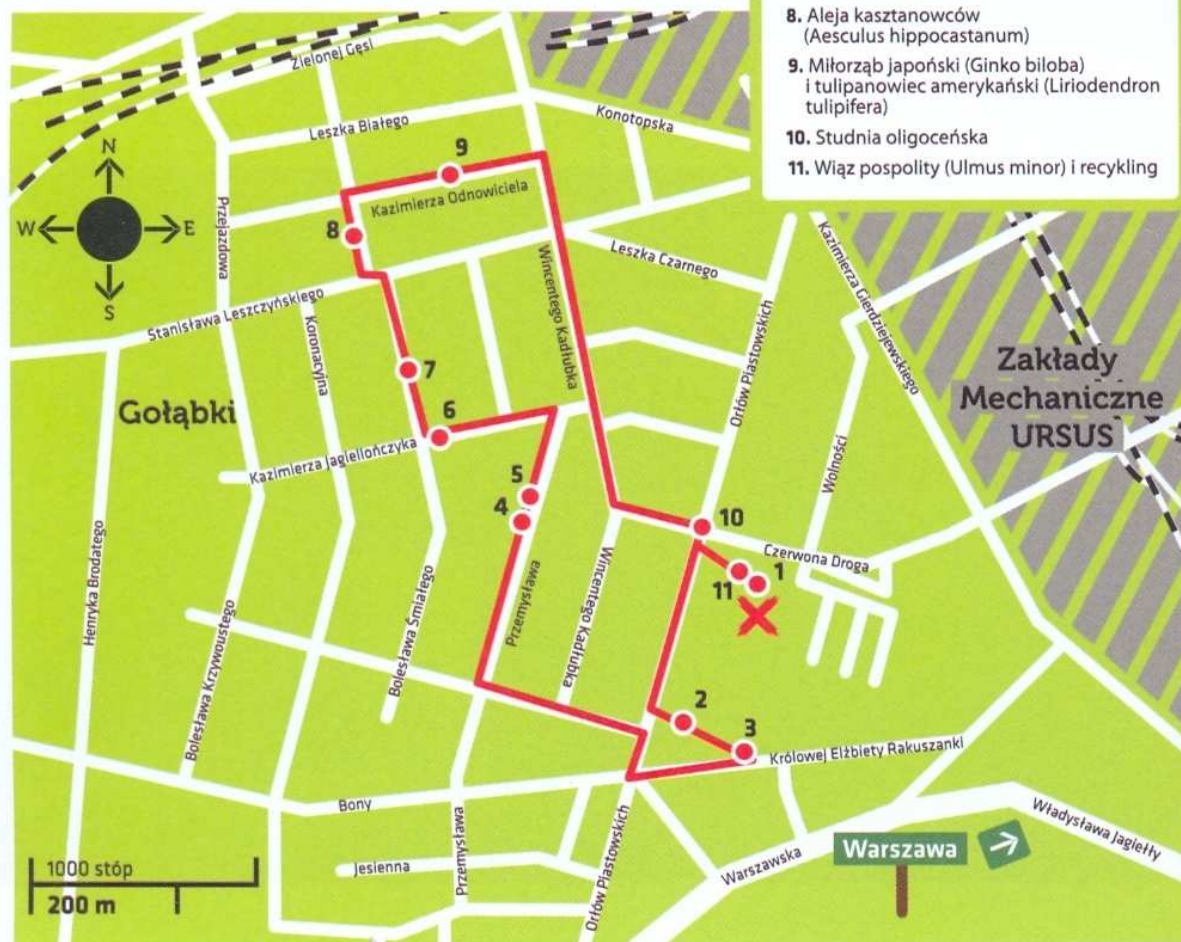 8. Aleja kasztanowców
(Aesculus hippocastanum)
9. Miłorząb japoński (Ginko biloba)
i tulipanowiec amerykański (Liriodendron
tulipifera)
10. Studnia oligoceńska
11. Wiąz pospolity (Ulmus minor) i recykling
Zielonej Gęsi
Leszka Białego
Konotopska
9
Kazimierza Odnowiciela
8
N
W
E
S
Przejazdowa
Leszka Czarnego
Kazimierza Gierdziejewskiego
Wincentego Kadłubka
Stanisława Leszczyńskiego
Koronacyjna
Orłów Piastowskich
Zakłady
Mechaniczne
URSUS
7
Gołąbki
6
Kazimierza Jagiellończyka
Wolności
5
4
10
Czerwona Droga
1
11
Henryka Brodatego
Bolesława Krzywoustego
Bolesława Śmiałego
Przemysława
Wincentego Kadłubka
2
3
Królowej Elżbiety Rakuszanki
Bony
Przemysława
Orłów Piastowskich
Jesienna
Warszawska
Władysława Jagiełły
Warszawa
1000 stóp
200 m